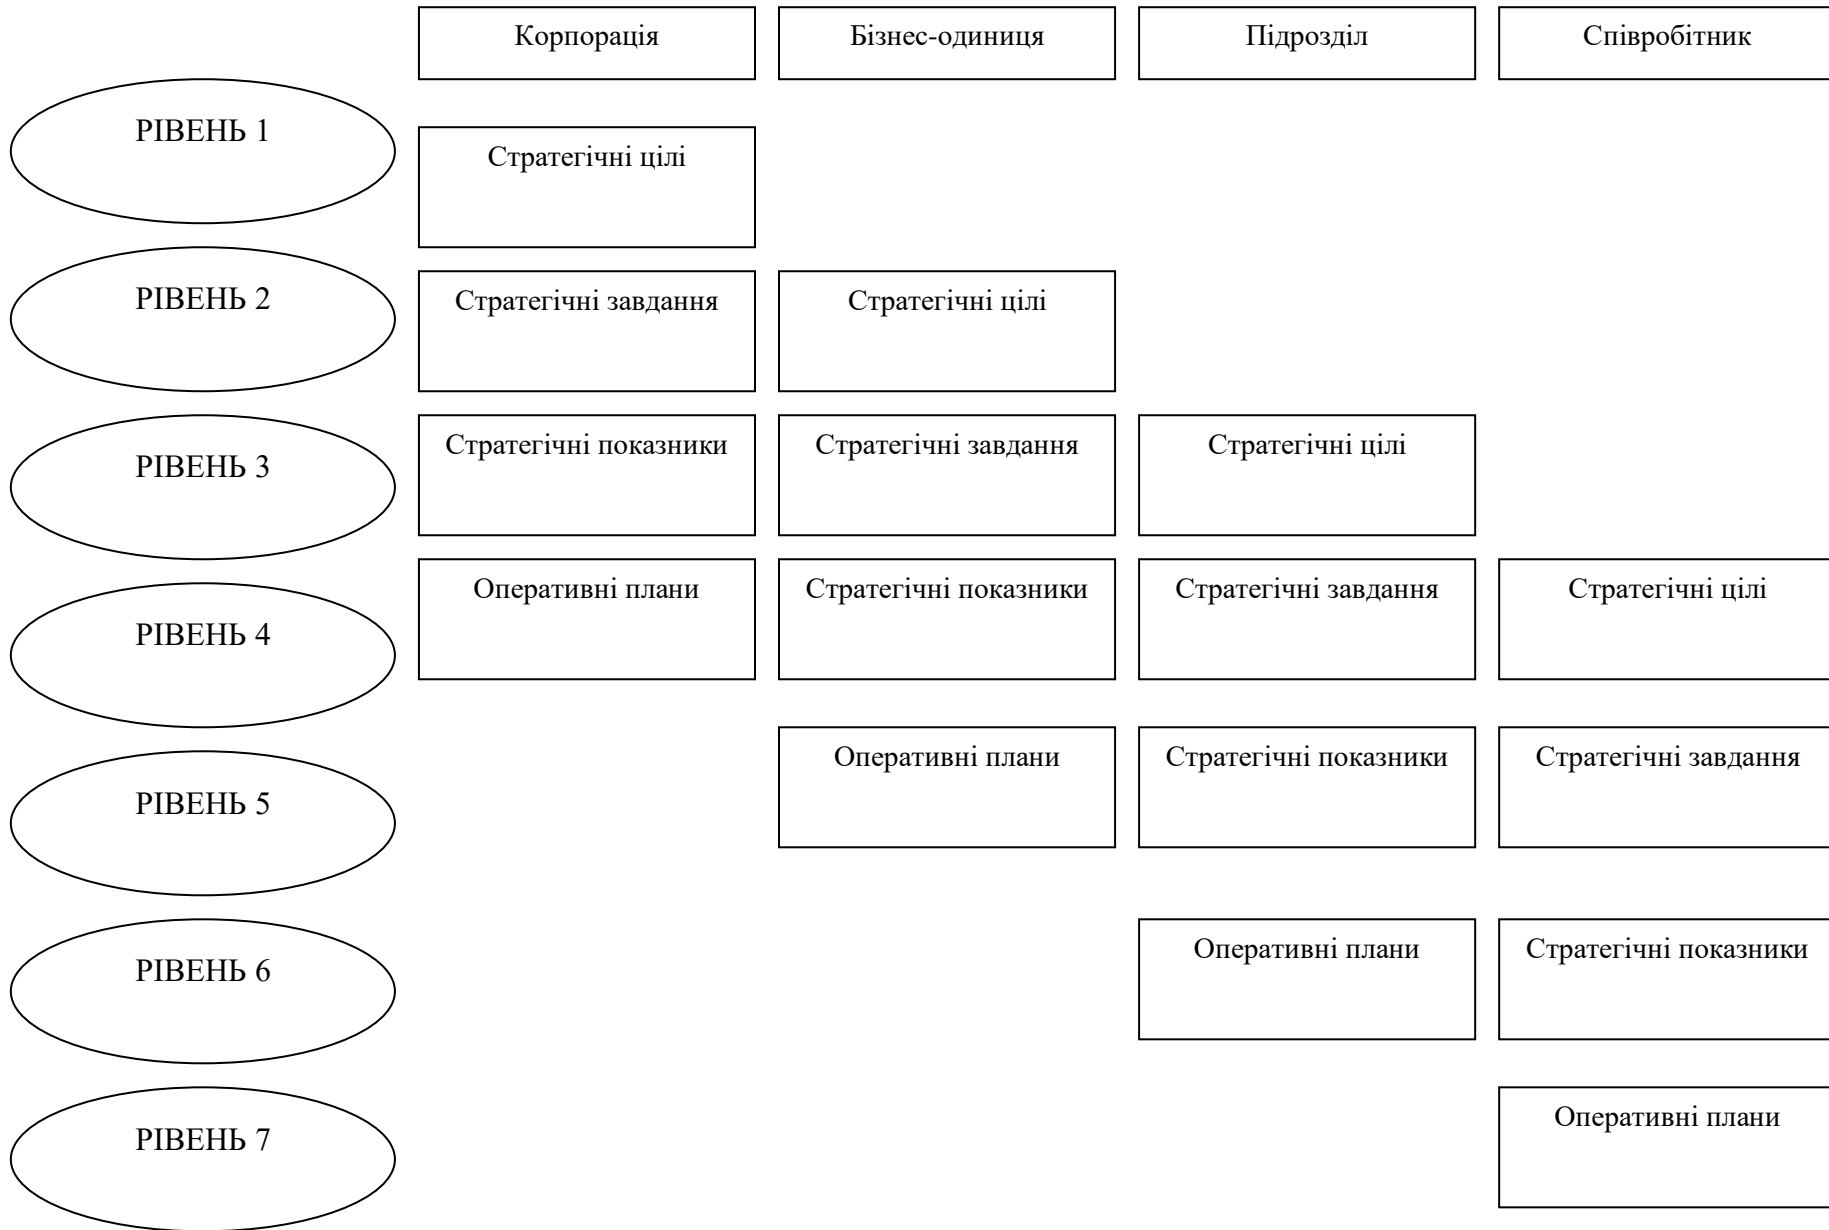 Корпорація
Бізнес-одиниця
Підрозділ
Співробітник
РІВЕНЬ 1
Стратегічні цілі
РІВЕНЬ 2
Стратегічні завдання
Стратегічні цілі
РІВЕНЬ 3
Стратегічні показники
Стратегічні завдання
Стратегічні цілі
РІВЕНЬ 4
Оперативні плани
Стратегічні показники
Стратегічні завдання
Стратегічні цілі
РІВЕНЬ 5
Оперативні плани
Стратегічні показники
Стратегічні завдання
РІВЕНЬ 6
Оперативні плани
Стратегічні показники
РІВЕНЬ 7
Оперативні плани